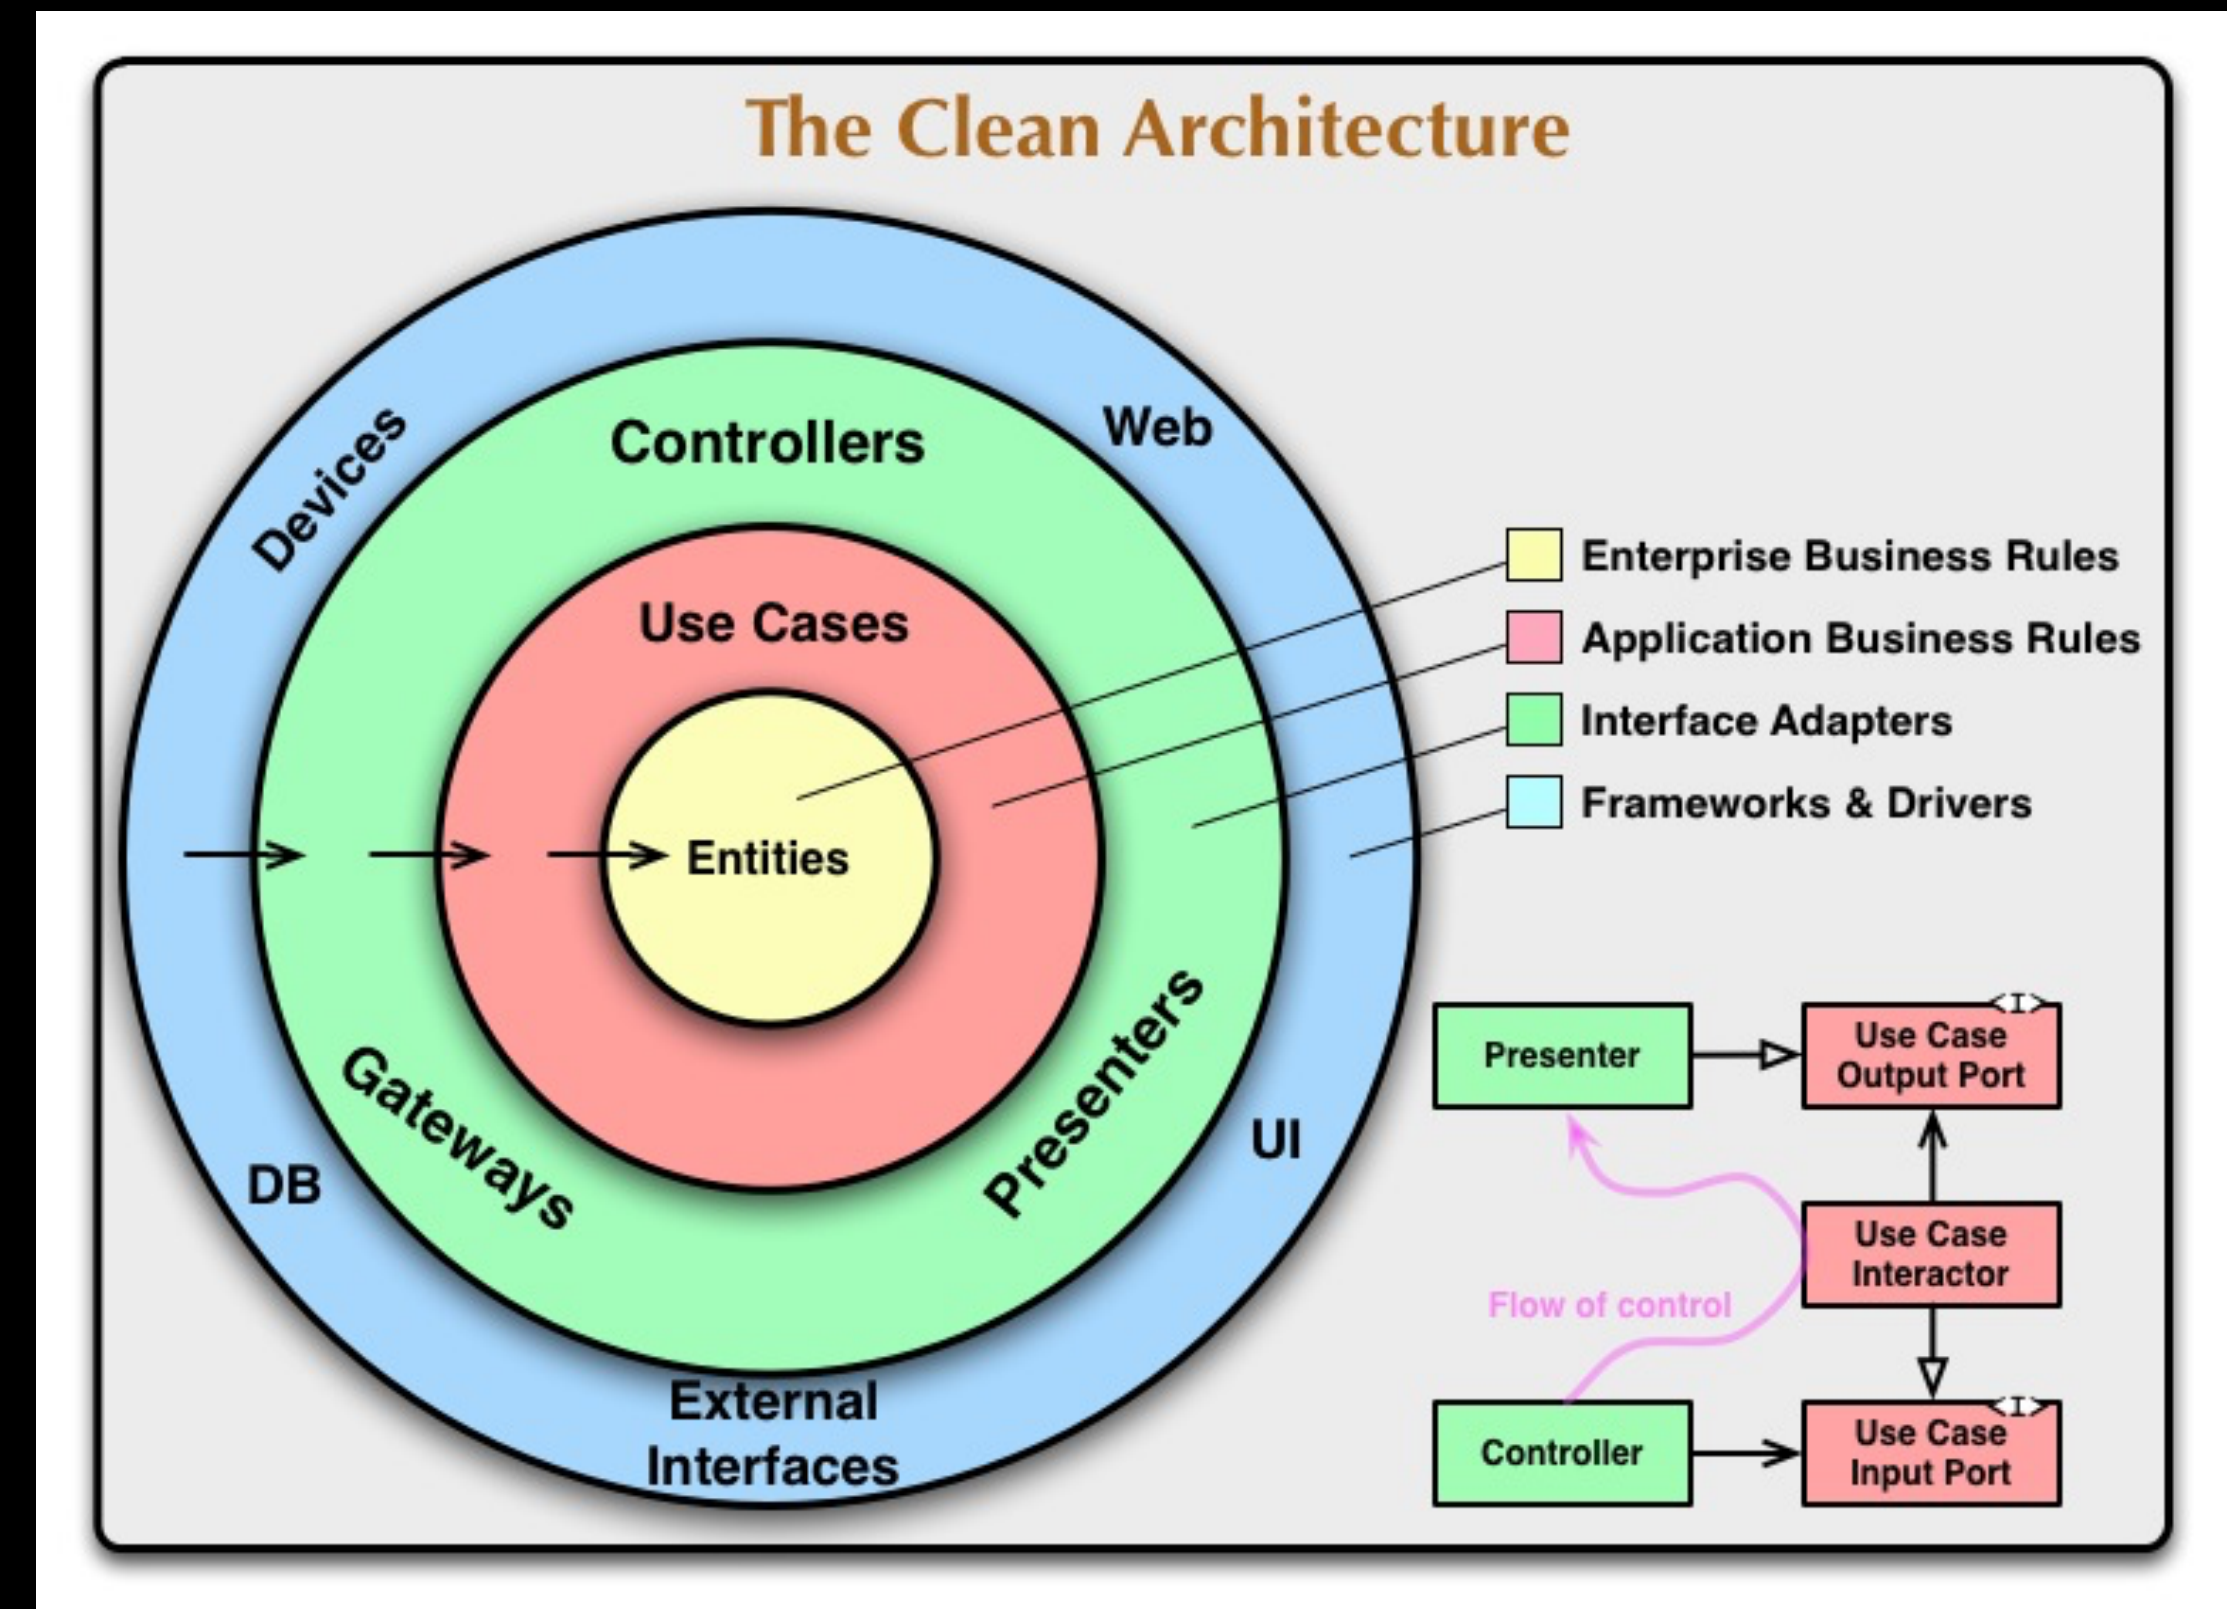 The Clean Architecture
Devices
Web
Controllers
Use Cases
Entities
Gateways
Presenters
DB
UI
External
Interfaces
Enterprise Business Rules
Application Business Rules
Interface Adapters
Frameworks & Drivers
Presenter
<I>
Use Case
Output Port
Use Case
Interactor
Flow of control
Controller
<I>
Use Case
Input Port